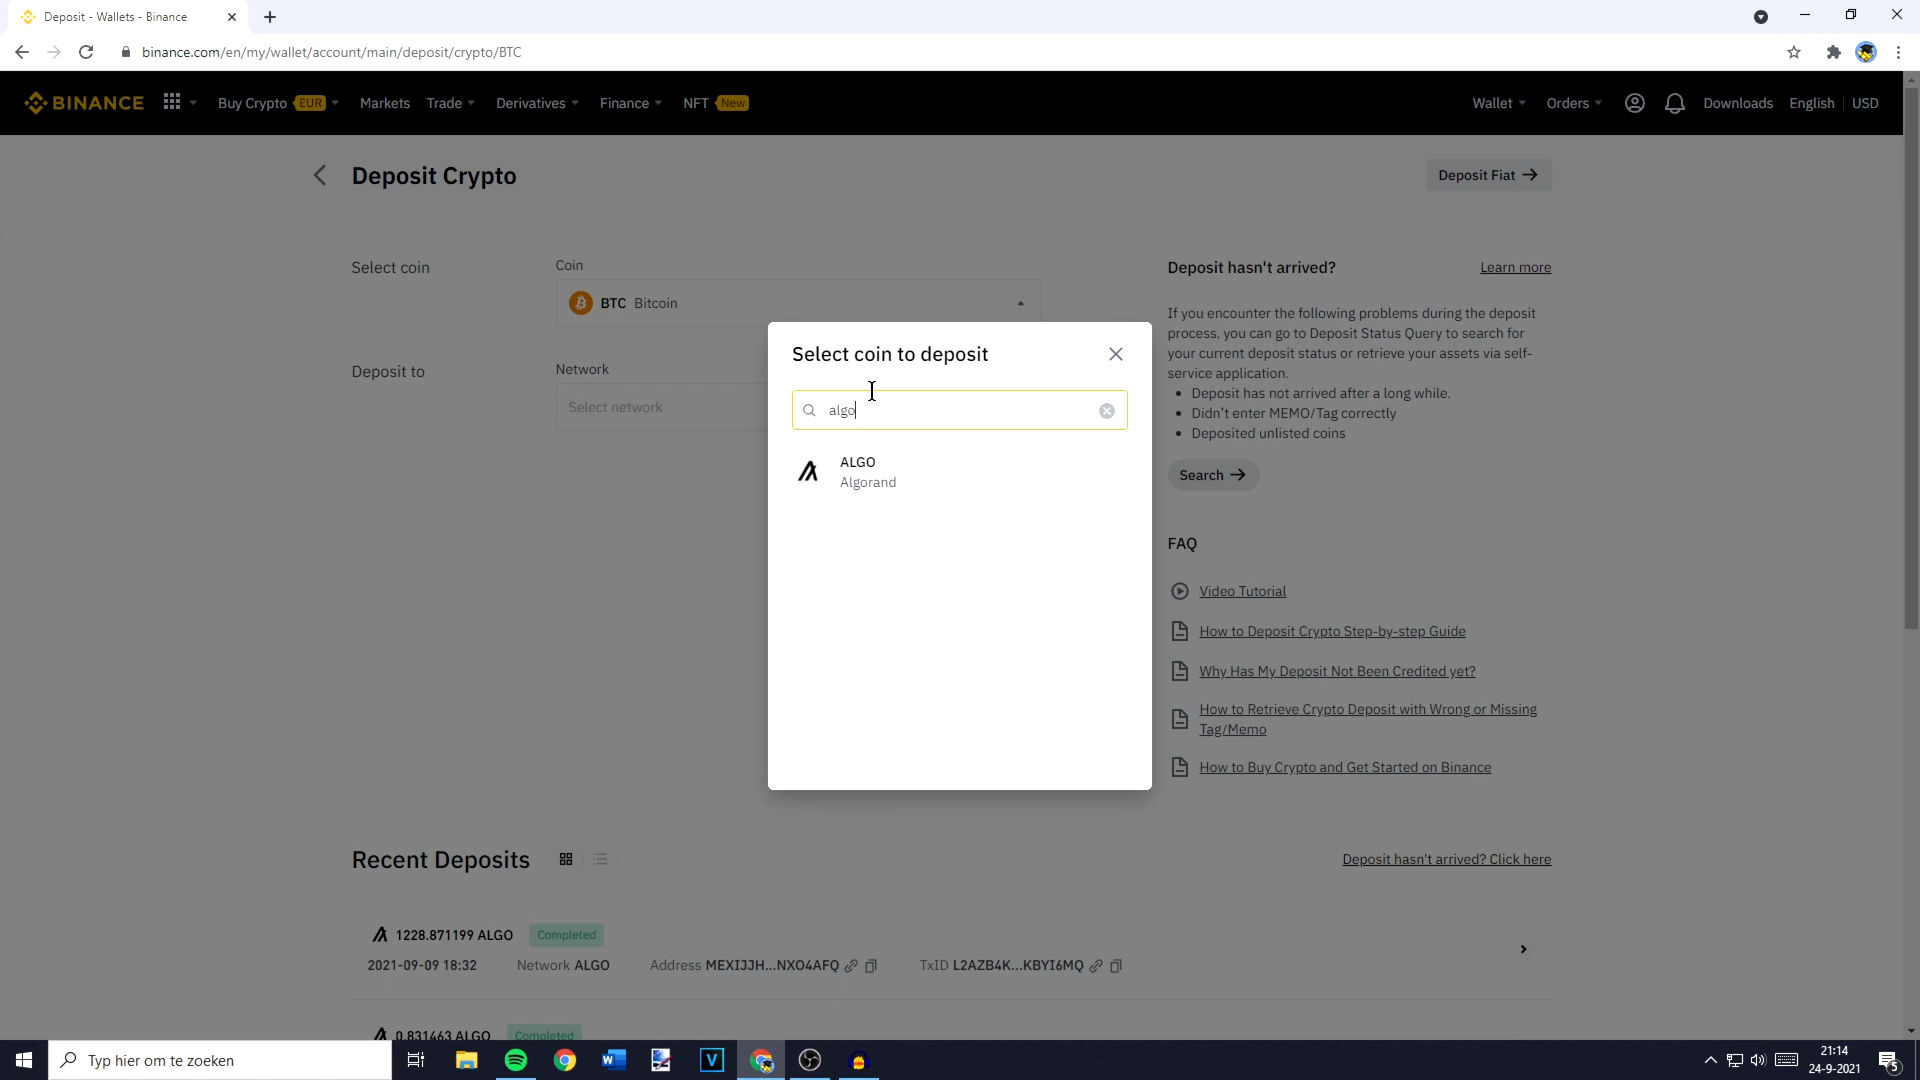 Deposit - Wallets - Binance
binance.com/en/my/wallet/account/main/deposit/crypto/BTC
BINANCE Buy Crypto EUR Markets Trade Derivatives Finance NFT New Wallet Orders Downloads English USD
Deposit Crypto
Deposit Fiat
Select coin
Coin
BTC Bitcoin
Deposit to
Network
Select network
Select coin to deposit
algo
ALGO
Algorand
Deposit hasn't arrived? Learn more
If you encounter the following problems during the deposit
process, you can go to Deposit Status Query to search for
your current deposit status or retrieve your assets via self-
service application.
• Deposit has not arrived after a long while.
• Didn't enter MEMO/Tag correctly
• Deposited unlisted coins
Search
FAQ
Video Tutorial
How to Deposit Crypto Step-by-step Guide
Why Has My Deposit Not Been Credited yet?
How to Retrieve Crypto Deposit with Wrong or Missing
Tag/Memo
How to Buy Crypto and Get Started on Binance
Recent Deposits
Deposit hasn't arrived? Click here
1228.871199 ALGO Completed
2021-09-09 18:32 Network ALGO Address MEXIJJH...NXO4AFQ TxID L2AZB4K...KBYI6MQ
0.831463 ALGO Completed
Typ hier om te zoeken
21:14
24-9-2021
5